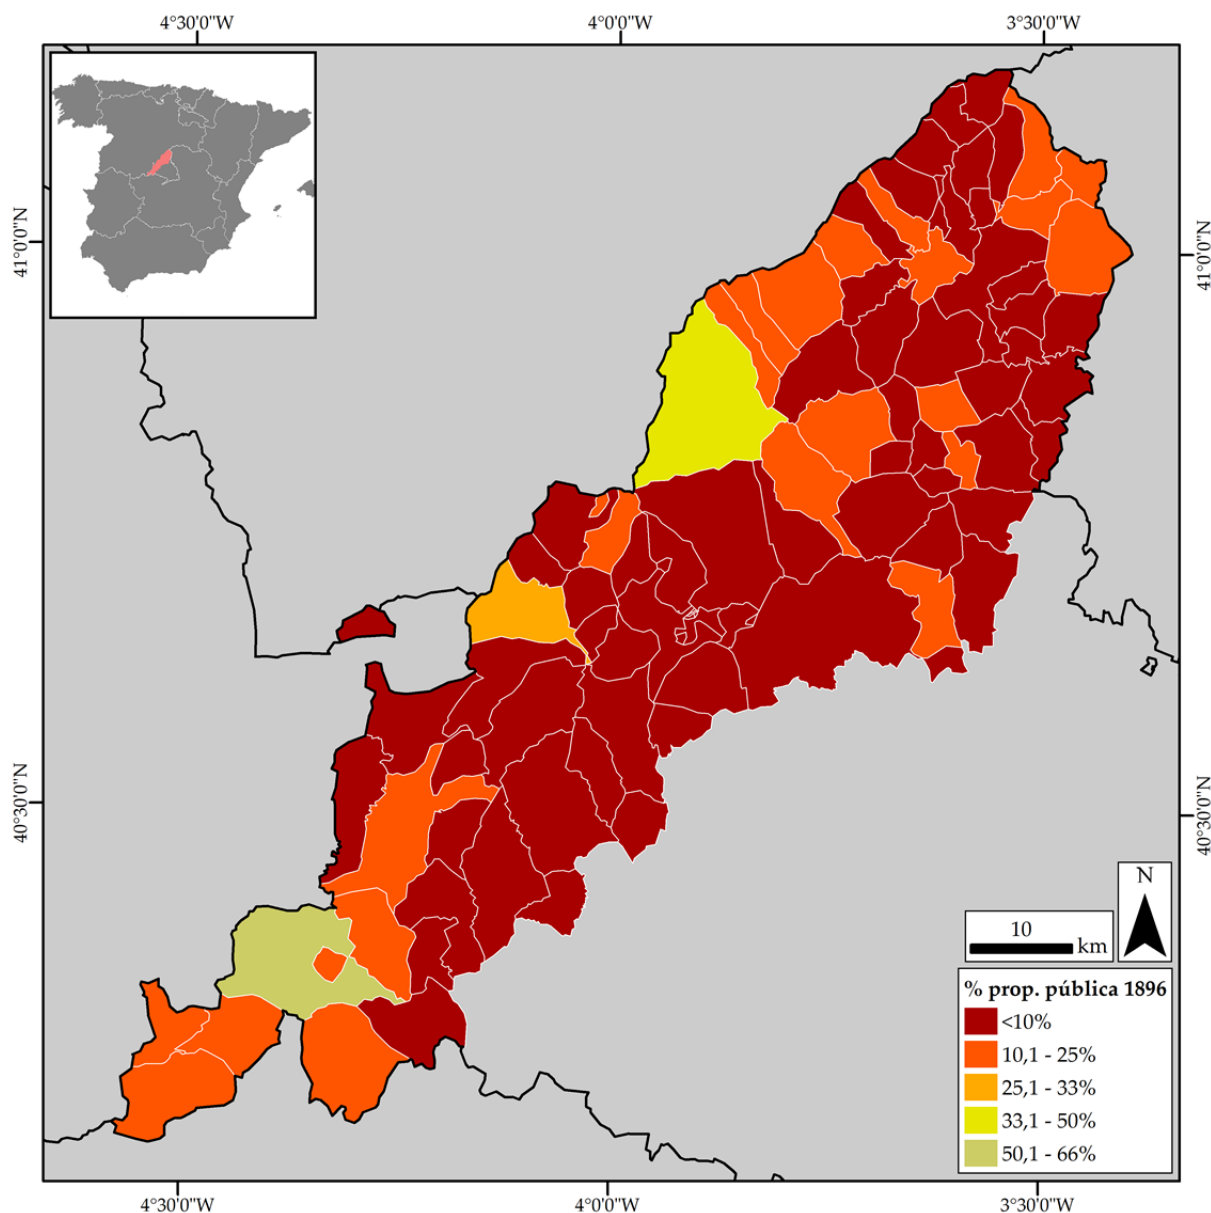 4°30'0"W 4°0'0"W 3°30'0"W
41°0'0"N
41°0'0"N
40°30'0"N
40°30'0"N
N
10
km
% prop. pública 1896
<10%
10,1 - 25%
25,1 - 33%
33,1 - 50%
50,1 - 66%
4°30'0"W 4°0'0"W 3°30'0"W